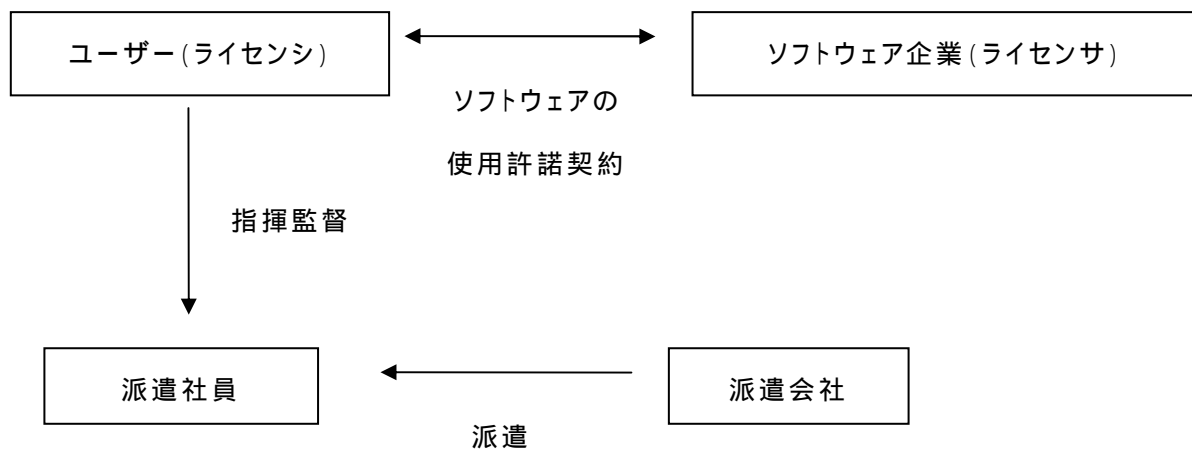 ユーザー(ライセンシ)
ソフトウェア企業(ライセンサ)
ソフトウェアの
使用許諾契約
指揮監督
派遣社員
派遣会社
派遣